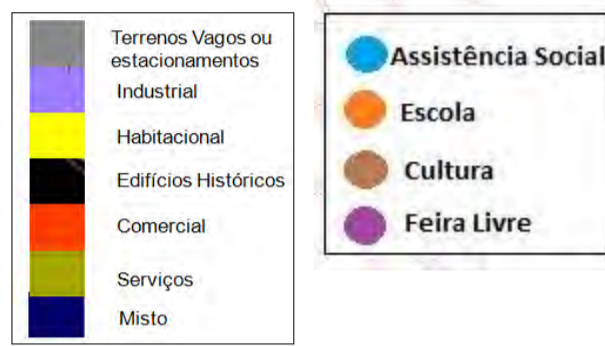 Terrenos Vagos ou
estacionamentos
Industrial
Habitacional
Edifícios Históricos
Comercial
Serviços
Misto
Assistência Social
Escola
Cultura
Feira Livre